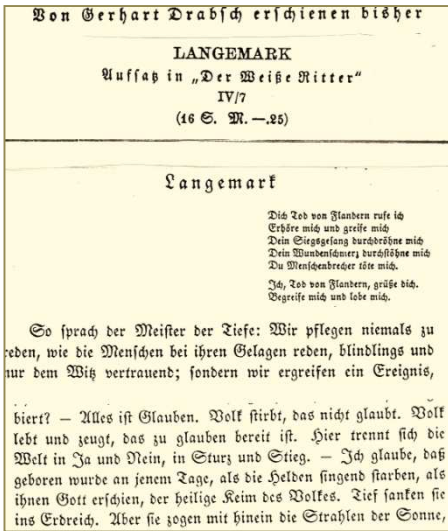 Von Gerhart Drabsch erschienen bisher
LANGEMARK
Aufsatz in „Der Weiße Ritter“
IV/7
(16 S. M. —.25)
Langemark
Dich Tod von Flandern rufe ich
Erhöre mich und greife mich
Dein Siegsgesang durchdröhne mich
Dein Wundenschmerz durchstöhne mich
Du Menschenbrecher töte mich.
Ich, Tod von Flandern, grüße dich.
Begreife mich und lobe mich.
So sprach der Meister der Tiefe: Wir pflegen niemals zu
reden, wie die Menschen bei ihren Gelagen reden, blindlings und
nur dem Witz vertrauend; sondern wir ergreifen ein Ereignis,
biert? — Alles ist Glauben. Volk stirbt, das nicht glaubt. Volk
lebt und zeugt, das zu glauben bereit ist. Hier trennt sich die
Welt in Ja und Nein, in Sturz und Stieg. — Ich glaube, daß
geboren wurde an jenem Tage, als die Helden singend starben, als
ihnen Gott erschien, der heilige Keim des Volkes. Tief sanken sie
ins Erdreich. Aber sie zogen mit hinein die Strahlen der Sonne.